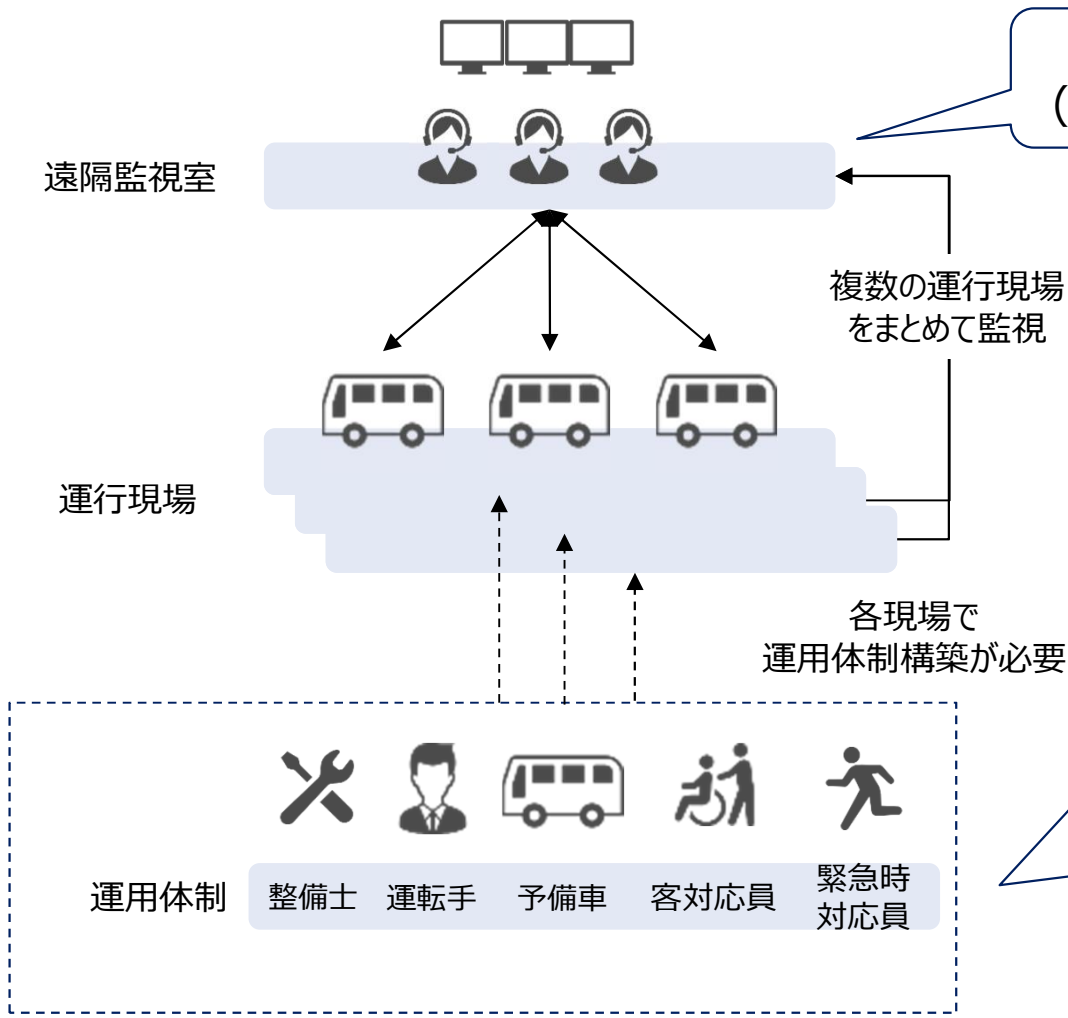 (
遠隔監視室
複数の運行現場
をまとめて監視
運行現場
各現場で
運用体制構築が必要
運用体制
整備士
運転手
予備車
客対応員
緊急時
対応員